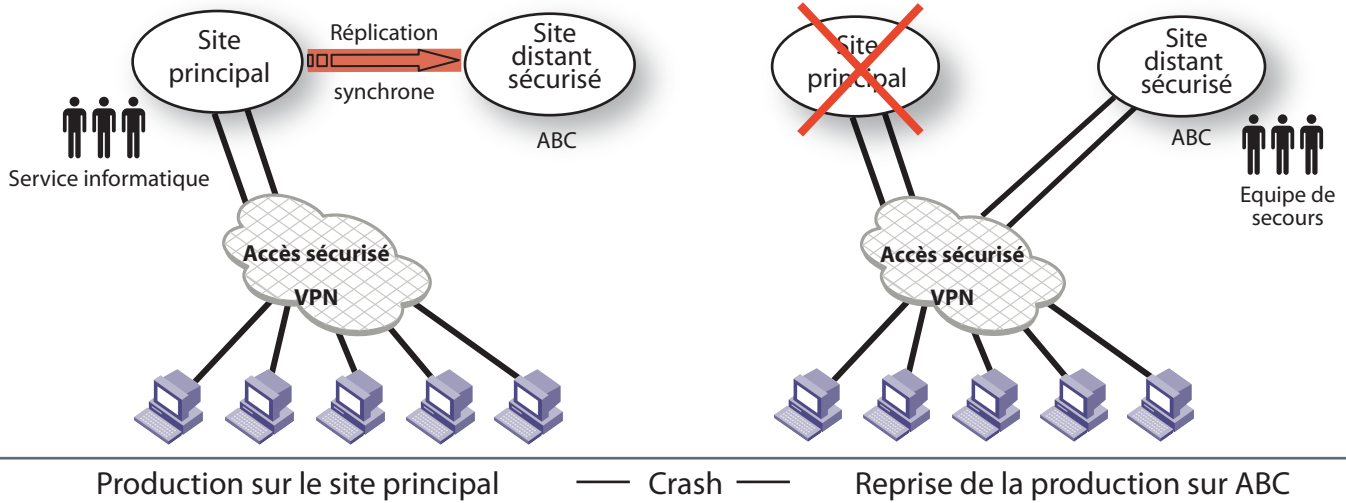 Site
principal
Réplication
synchrone
Site
distant
sécurisé
ABC
Service informatique
Accès sécurisé
VPN
Site
principal
Site
distant
sécurisé
ABC
Equipe de
secours
Accès sécurisé
VPN
Production sur le site principal — Crash — Reprise de la production sur ABC